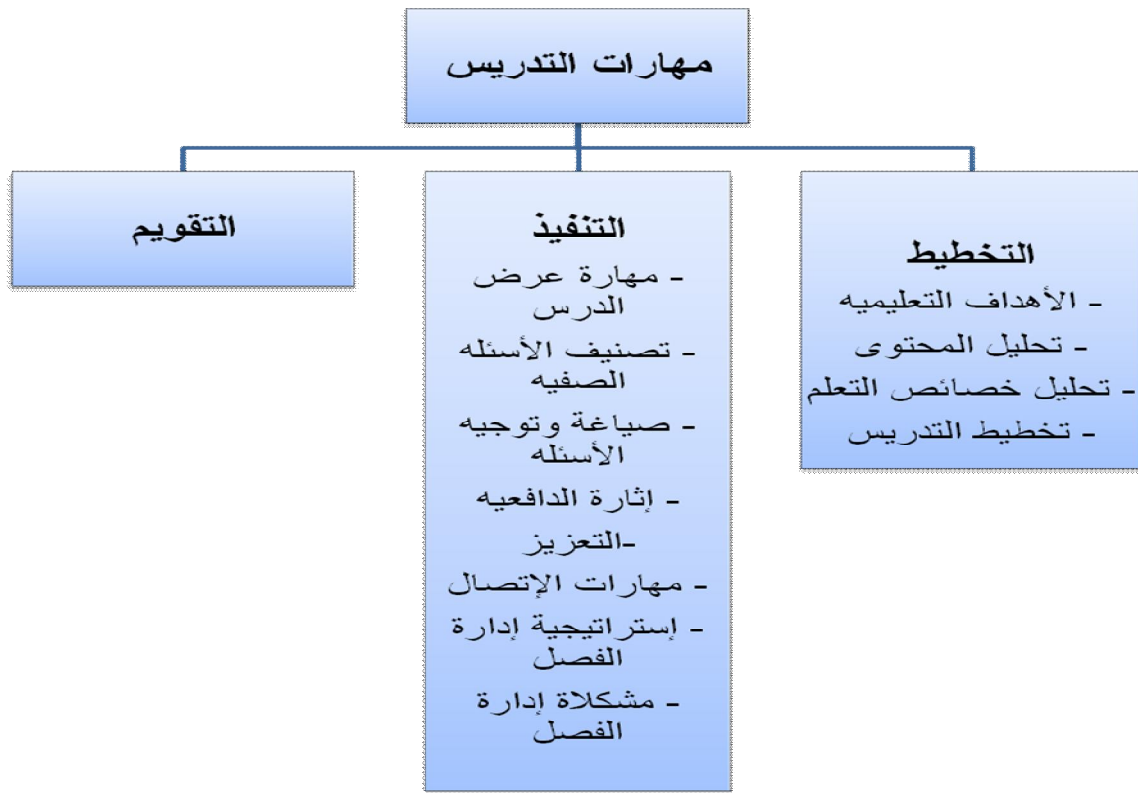 مهارات التدريس
التخطيط
- الأهداف التعليميه
- تحليل المحتوى
- تحليل خصائص التعلم
- تخطيط التدريس
التنفيذ
- مهارة عرض
الدرس
- تصنيف الأسئله
الصفيه
- صياغة وتوجيه
الأسئله
- إثارة الدافعيه
-التعزيز
- مهارات الإتصال
- إستراتيجية إدارة
الفصل
- مشكلاة إدارة
الفصل
التقويم